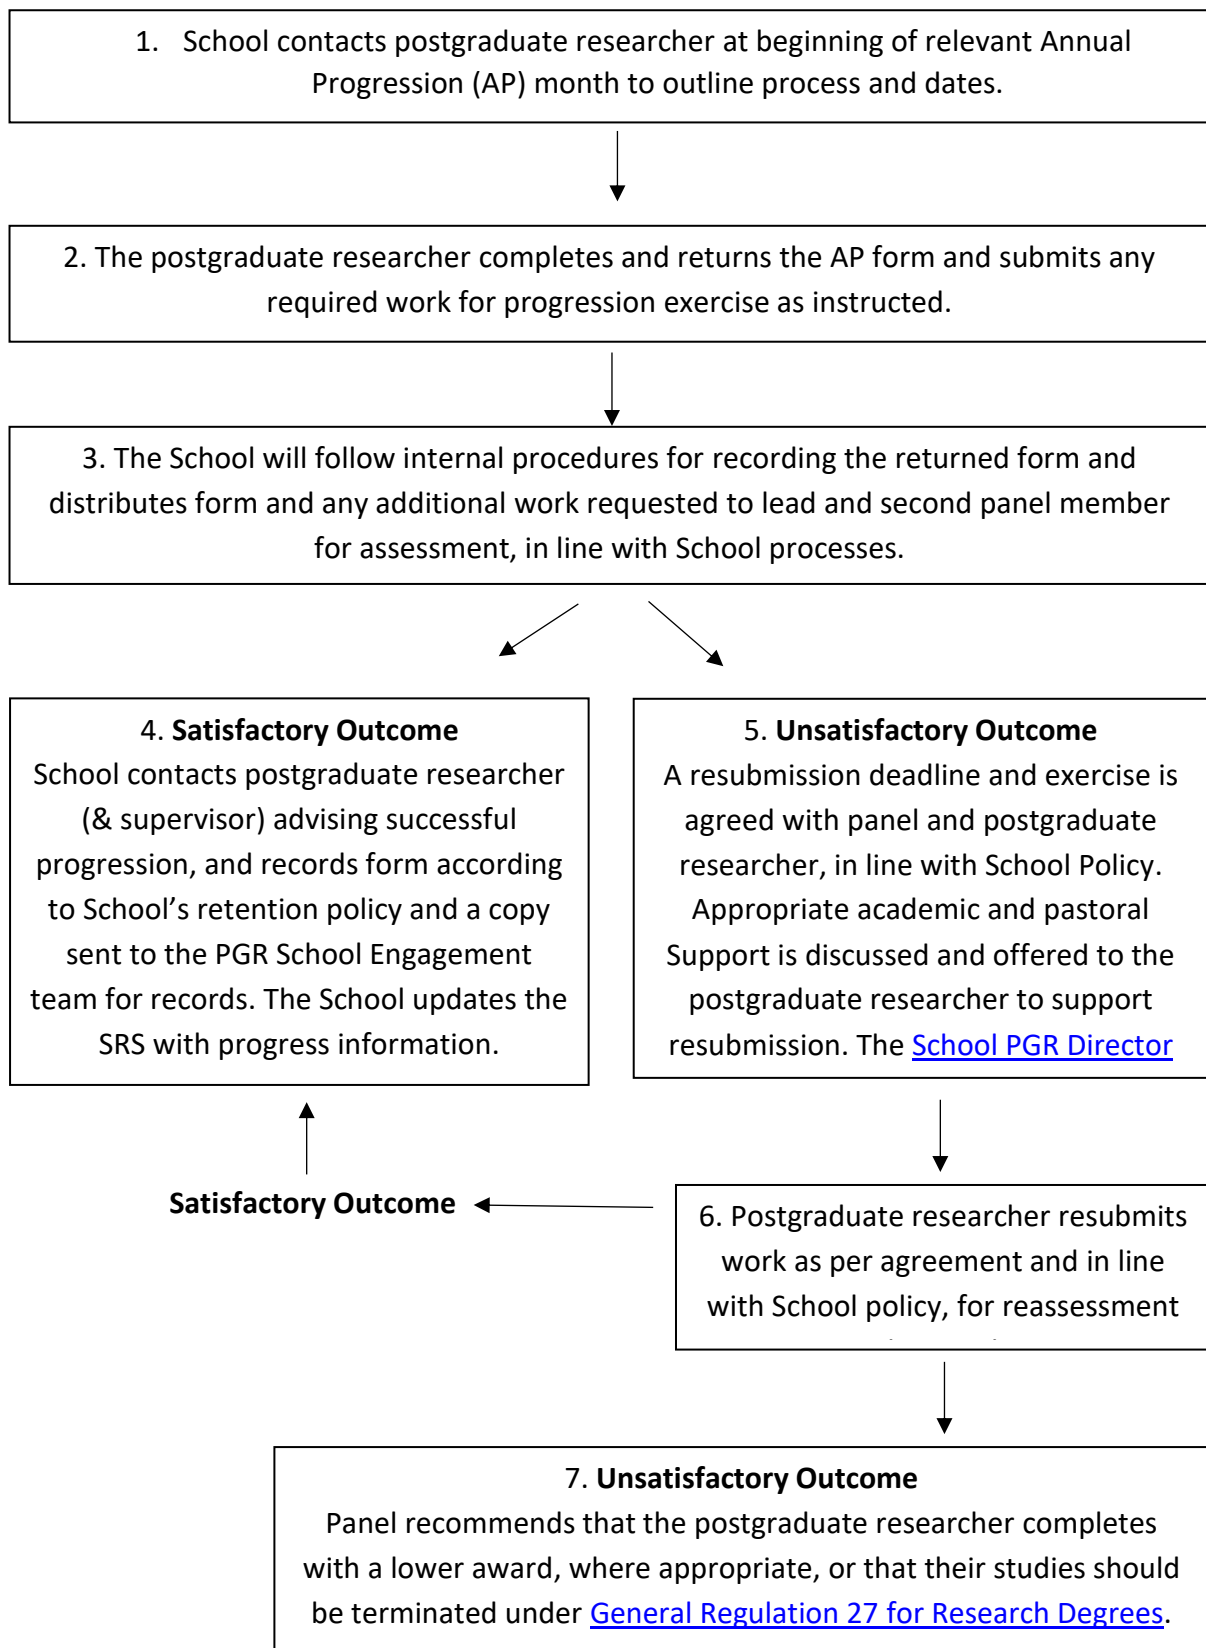 1. School contacts postgraduate researcher at beginning of relevant Annual
Progression (AP) month to outline process and dates.
2. The postgraduate researcher completes and returns the AP form and submits any
required work for progression exercise as instructed.
3. The School will follow internal procedures for recording the returned form and
distributes form and any additional work requested to lead and second panel member
for assessment, in line with School processes.
4. Satisfactory Outcome
School contacts postgraduate researcher
(& supervisor) advising successful
progression, and records form according
to School’s retention policy and a copy
sent to the PGR School Engagement
team for records. The School updates the
SRS with progress information.
5. Unsatisfactory Outcome
A resubmission deadline and exercise is
agreed with panel and postgraduate
researcher, in line with School Policy.
Appropriate academic and pastoral
Support is discussed and offered to the
postgraduate researcher to support
resubmission. The School PGR Director
Satisfactory Outcome
6. Postgraduate researcher resubmits
work as per agreement and in line
with School policy, for reassessment
7. Unsatisfactory Outcome
Panel recommends that the postgraduate researcher completes
with a lower award, where appropriate, or that their studies should
be terminated under General Regulation 27 for Research Degrees.